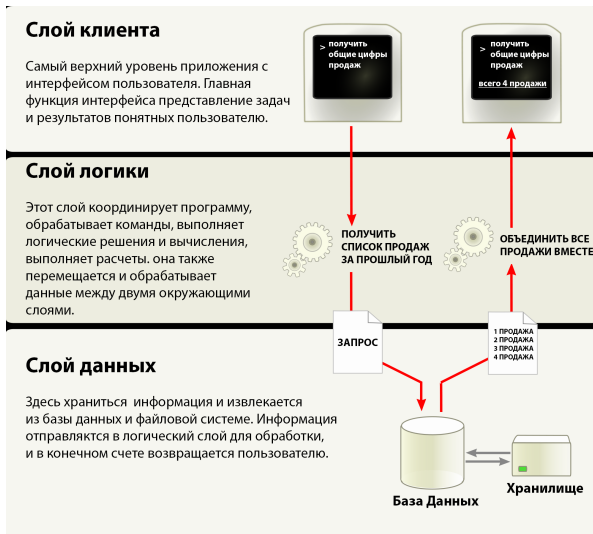 Слой клиента
Самый верхний уровень приложения с
интерфейсом пользователя. Главная
функция интерфейса представление задач
и результатов понятных пользователю.
> получить
общие цифры
продаж
> получить
общие цифры
продаж
всего 4 продажи
Слой логики
Этот слой координирует программу,
обрабатывает команды, выполняет
логические решения и вычисления,
выполняет расчеты. она также
перемещается и обрабатывает
данные между двумя окружающими
слоями.
ПОЛУЧИТЬ
СПИСОК ПРОДАЖ
ЗА ПРОШЛЫЙ ГОД
ОБЪЕДИНИТЬ ВСЕ
ПРОДАЖИ ВМЕСТЕ
ЗАПРОС
1 ПРОДАЖА
2 ПРОДАЖА
3 ПРОДАЖА
4 ПРОДАЖА
Слой данных
Здесь храниться информация и извлекается
из базы данных и файловой системе. Информация
отправляктся в логический слой для обработки,
и в конечном счете возвращается пользователю.
База Данных
Хранилище